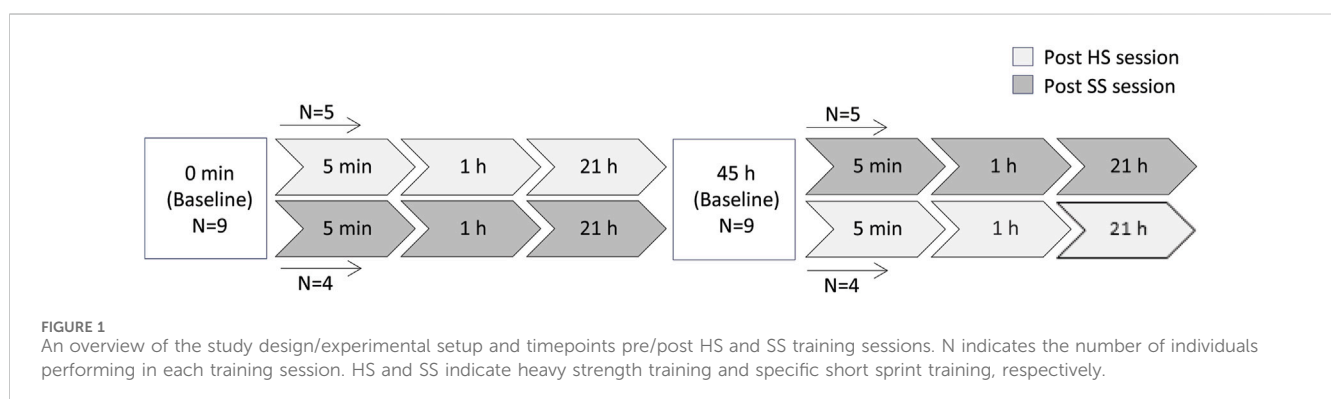 Post HS session
Post SS session
N=5
N=5
0 min
(Baseline)
N=9
5 min
1 h
21 h
45 h
(Baseline)
N=9
5 min
1 h
21 h
5 min
1 h
21 h
5 min
1 h
21 h
N=4
N=4
FIGURE 1
An overview of the study design/experimental setup and timepoints pre/post HS and SS training sessions. N indicates the number of individuals
performing in each training session. HS and SS indicate heavy strength training and specific short sprint training, respectively.